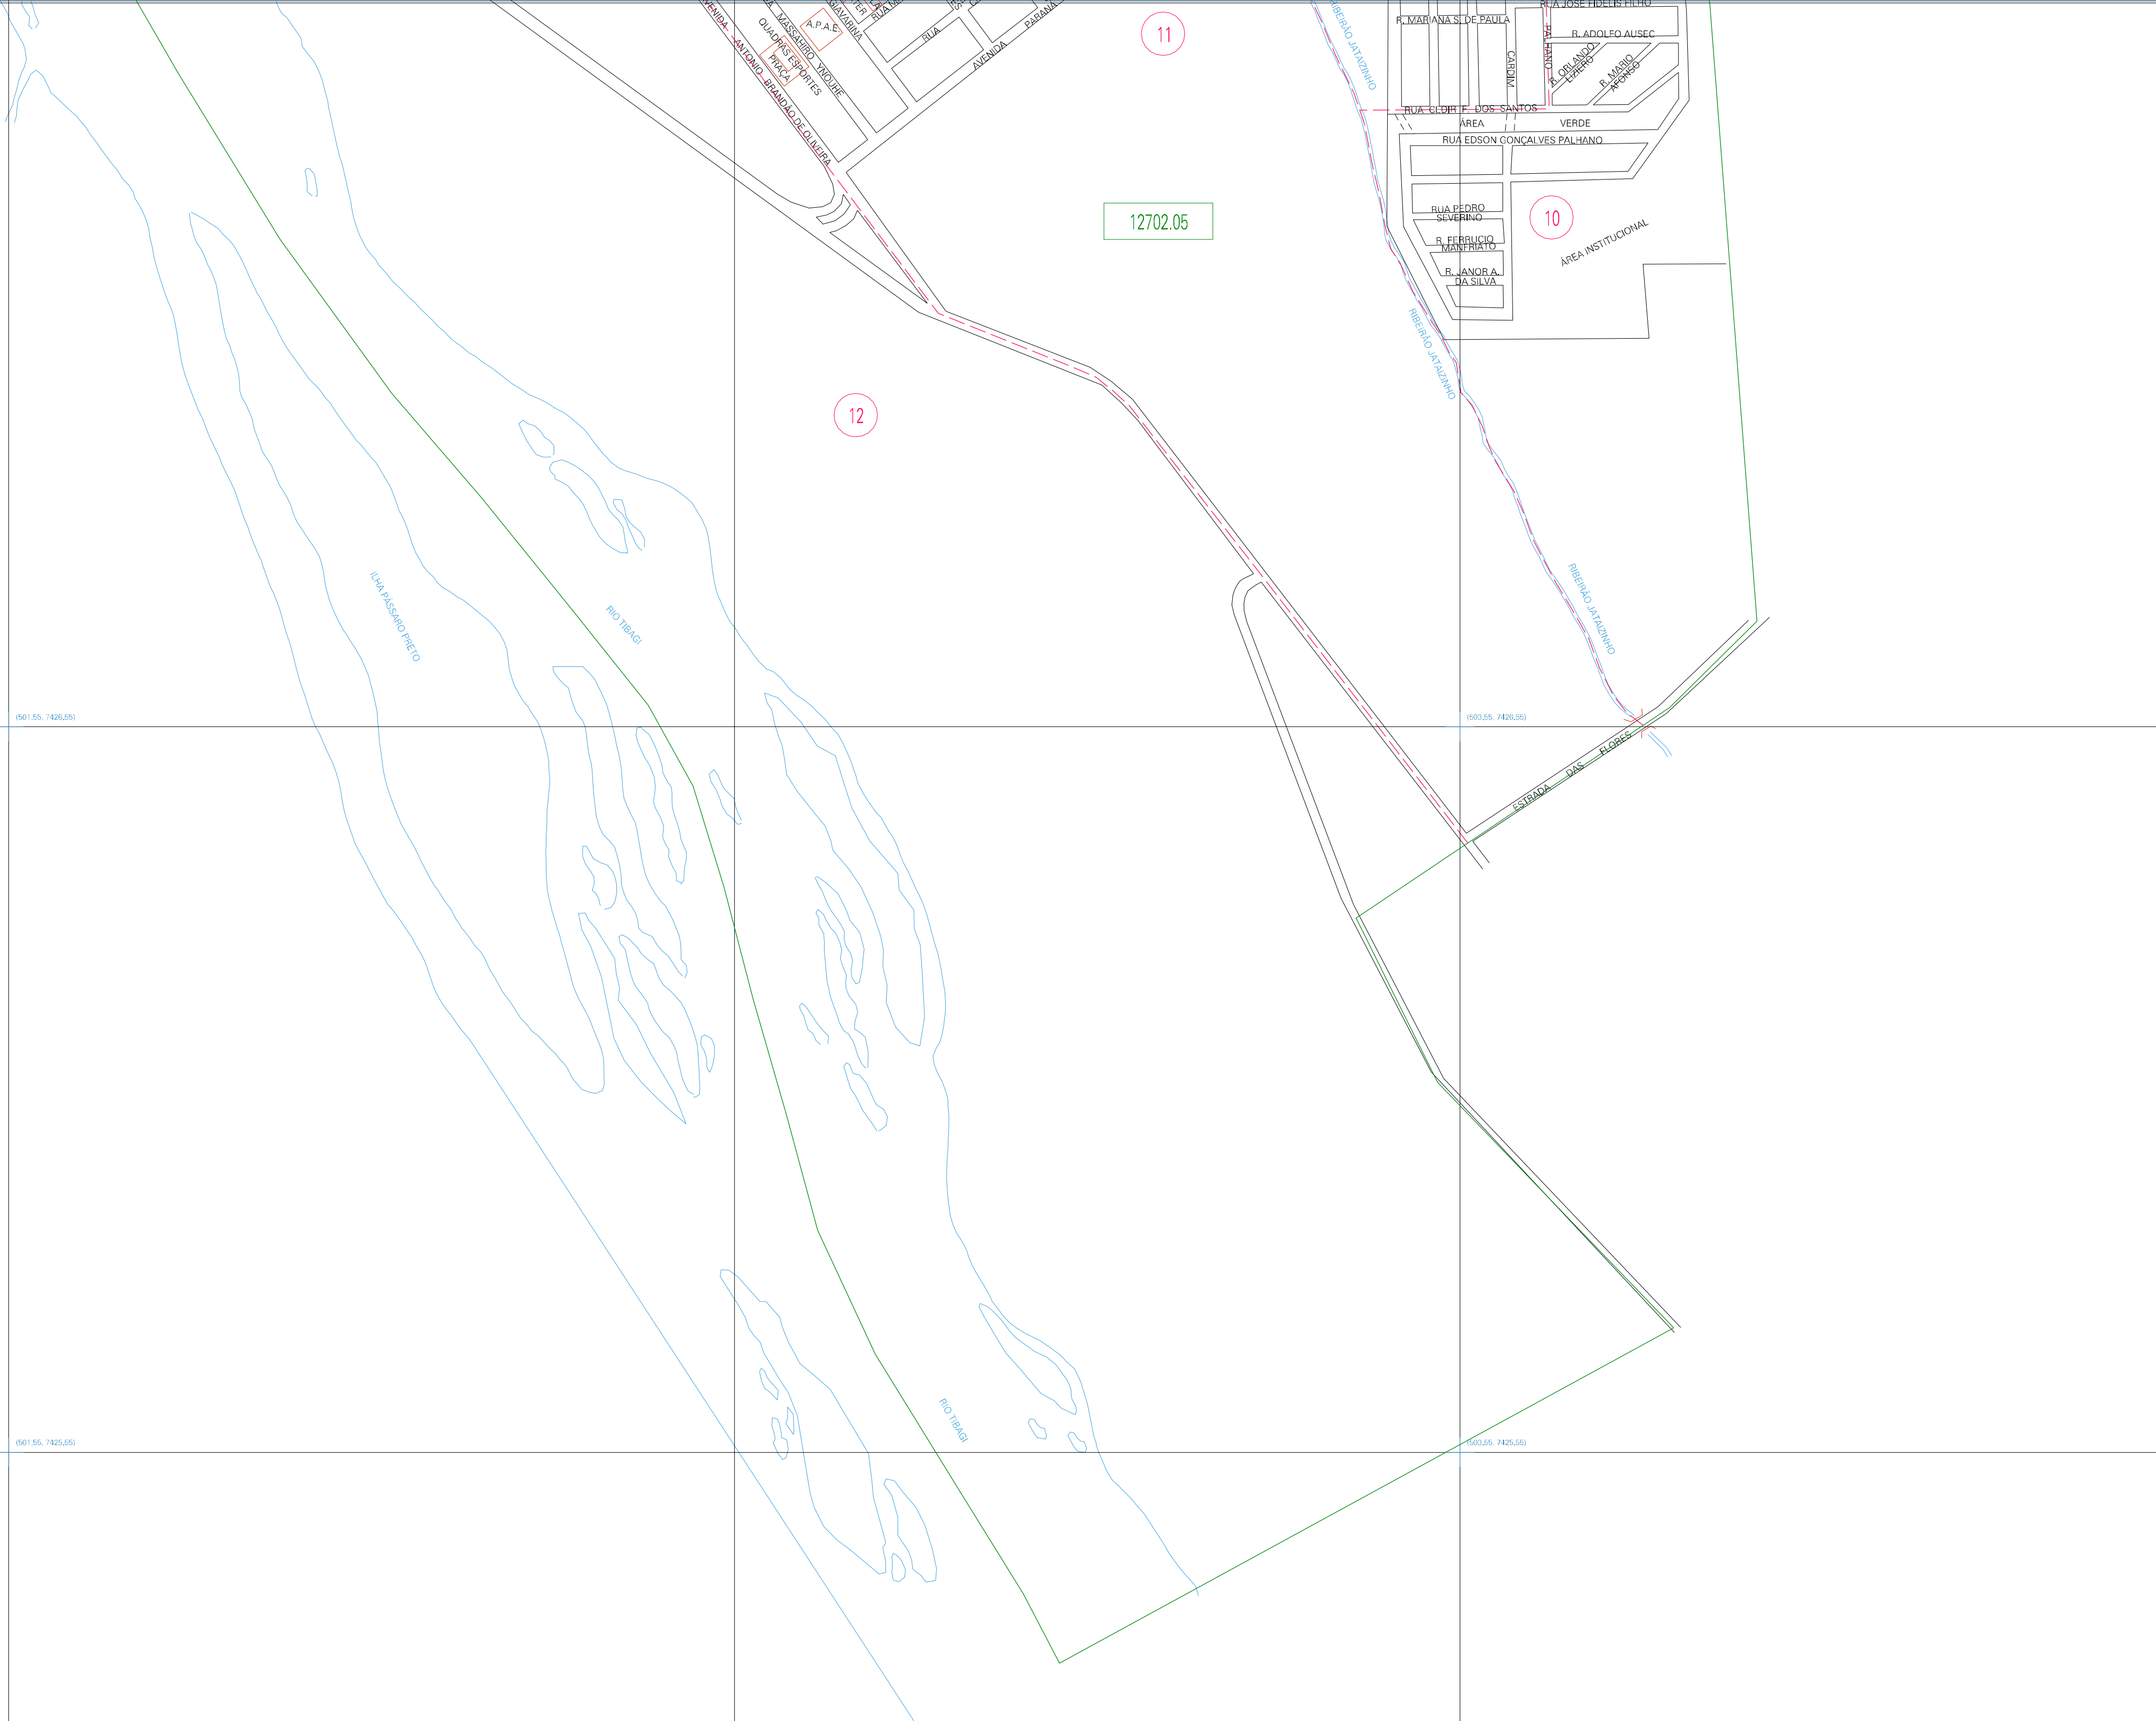 A.P.A.E.
MASSAHIRO YNOUHE
QUADRAS ESPORTES
PRAÇA
GIAVARINA
RUA
AVENIDA PARANÁ
ANTONIO BRANDÃO DE OLIVEIRA
11
RIBEIRÃO JATAIZINHO
RUA JOSÉ FIDELIS FILHO
R. MARIANA S. DE PAULA
R. ADOLFO AUSEC
CARDIM
PALHANO
R. ORLANDO
LIZIERO
R. MARIO
AFONSO
RUA CLDIR F. DOS SANTOS
ÁREA VERDE
RUA EDSON GONÇALVES PALHANO
12702.05
RUA PEDRO
SEVERINO
10
R. FERRUCIO
MANFRIATO
ÁREA INSTITUCIONAL
R. JANOR A.
DA SILVA
RIBEIRÃO JATAIZINHO
12
ILHA PÁSSARO PRETO
RIO TIBAGI
RIBEIRÃO JATAIZINHO
(501,55, 7426,55)
(503,55, 7426,55)
ESTRADA DAS FLORES
RIO TIBAGI
(501,55, 7425,55)
(503,55, 7425,55)